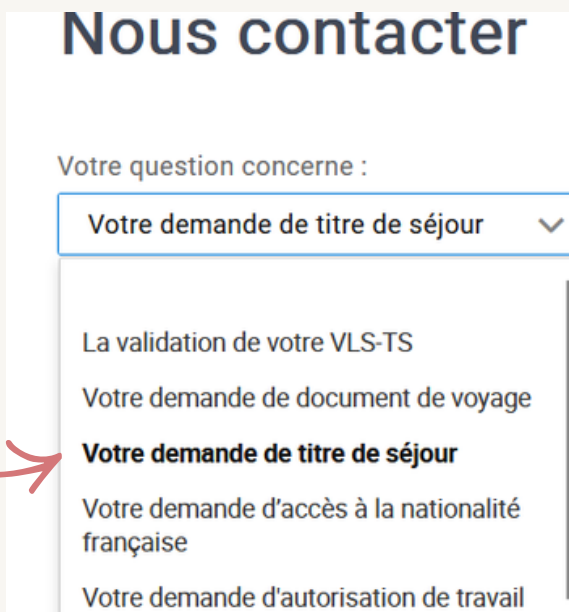 Nous contacter
Votre question concerne :
Votre demande de titre de séjour
La validation de votre VLS-TS
Votre demande de document de voyage
Votre demande de titre de séjour
Votre demande d’accès à la nationalité
française
Votre demande d'autorisation de travail